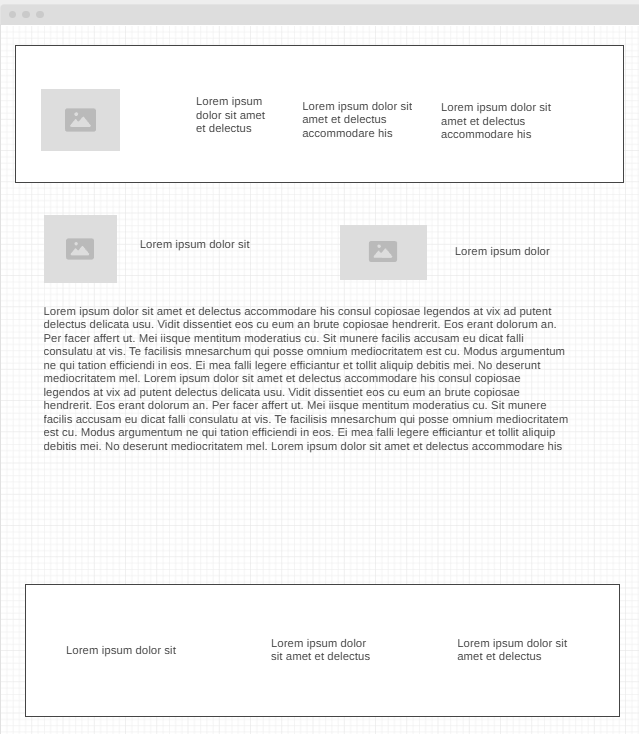 Lorem ipsum
dolor sit amet
et delectus
Lorem ipsum dolor sit
amet et delectus
accommodare his
Lorem ipsum dolor sit
amet et delectus
accommodare his
Lorem ipsum dolor sit
Lorem ipsum dolor
Lorem ipsum dolor sit amet et delectus accommodare his consul copiosae legendos at vix ad putent
delectus delicata usu. Vidit dissentiet eos cu eum an brute copiosae hendrerit. Eos erant dolorum an.
Per facer affert ut. Mei iisque mentitum moderatius cu. Sit munere facilis accusam eu dicat falli
consulatu at vis. Te facilisis mnesarchum qui posse omnium mediocritatem est cu. Modus argumentum
ne qui tation efficiendi in eos. Ei mea falli legere efficiantur et tollit aliquip debitis mei. No deserunt
mediocritatem mel. Lorem ipsum dolor sit amet et delectus accommodare his consul copiosae
legendos at vix ad putent delectus delicata usu. Vidit dissentiet eos cu eum an brute copiosae
hendrerit. Eos erant dolorum an. Per facer affert ut. Mei iisque mentitum moderatius cu. Sit munere
facilis accusam eu dicat falli consulatu at vis. Te facilisis mnesarchum qui posse omnium mediocritatem
est cu. Modus argumentum ne qui tation efficiendi in eos. Ei mea falli legere efficiantur et tollit aliquip
debitis mei. No deserunt mediocritatem mel. Lorem ipsum dolor sit amet et delectus accommodare his
Lorem ipsum dolor sit
Lorem ipsum dolor
sit amet et delectus
Lorem ipsum dolor sit
amet et delectus